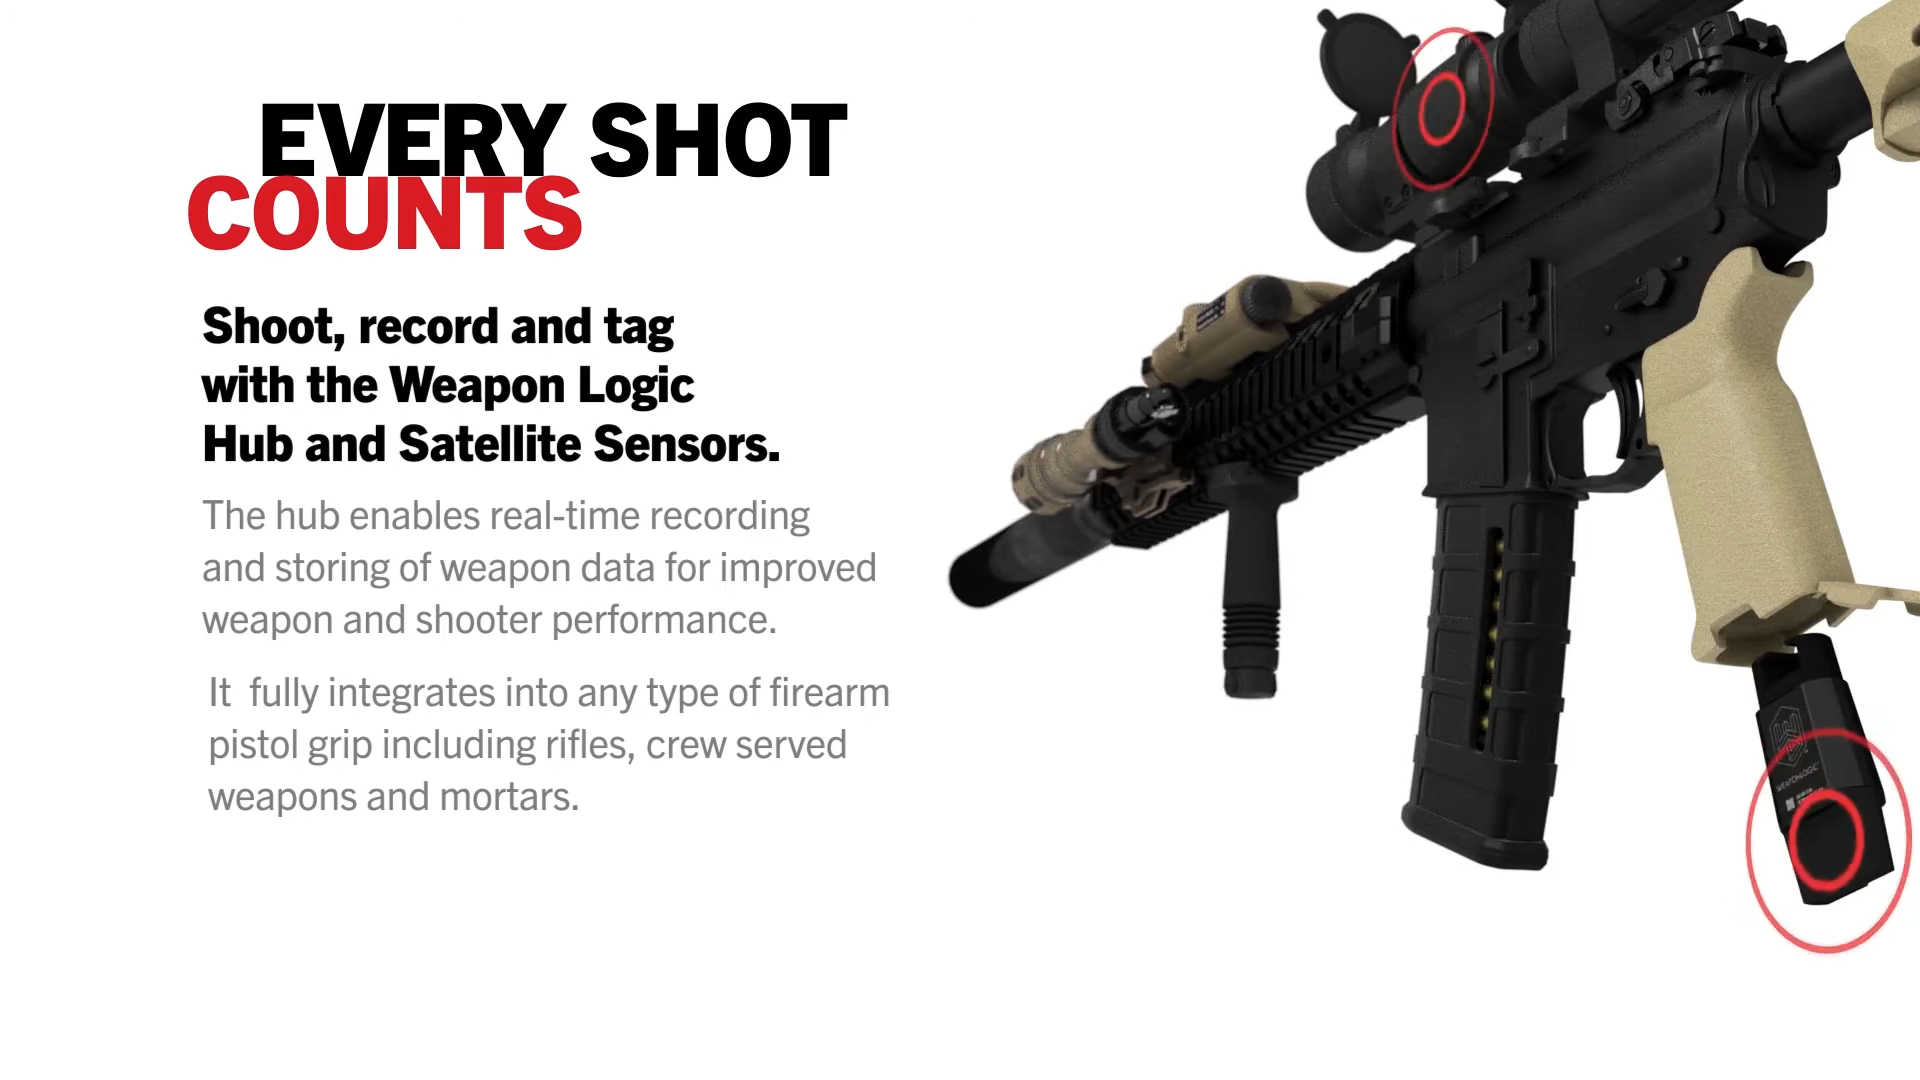 EVERY SHOT
COUNTS
Shoot, record and tag
with the Weapon Logic
Hub and Satellite Sensors.
The hub enables real-time recording
and storing of weapon data for improved
weapon and shooter performance.
It  fully integrates into any type of firearm
pistol grip including rifles, crew served
weapons and mortars.
WEAPONLOGIC